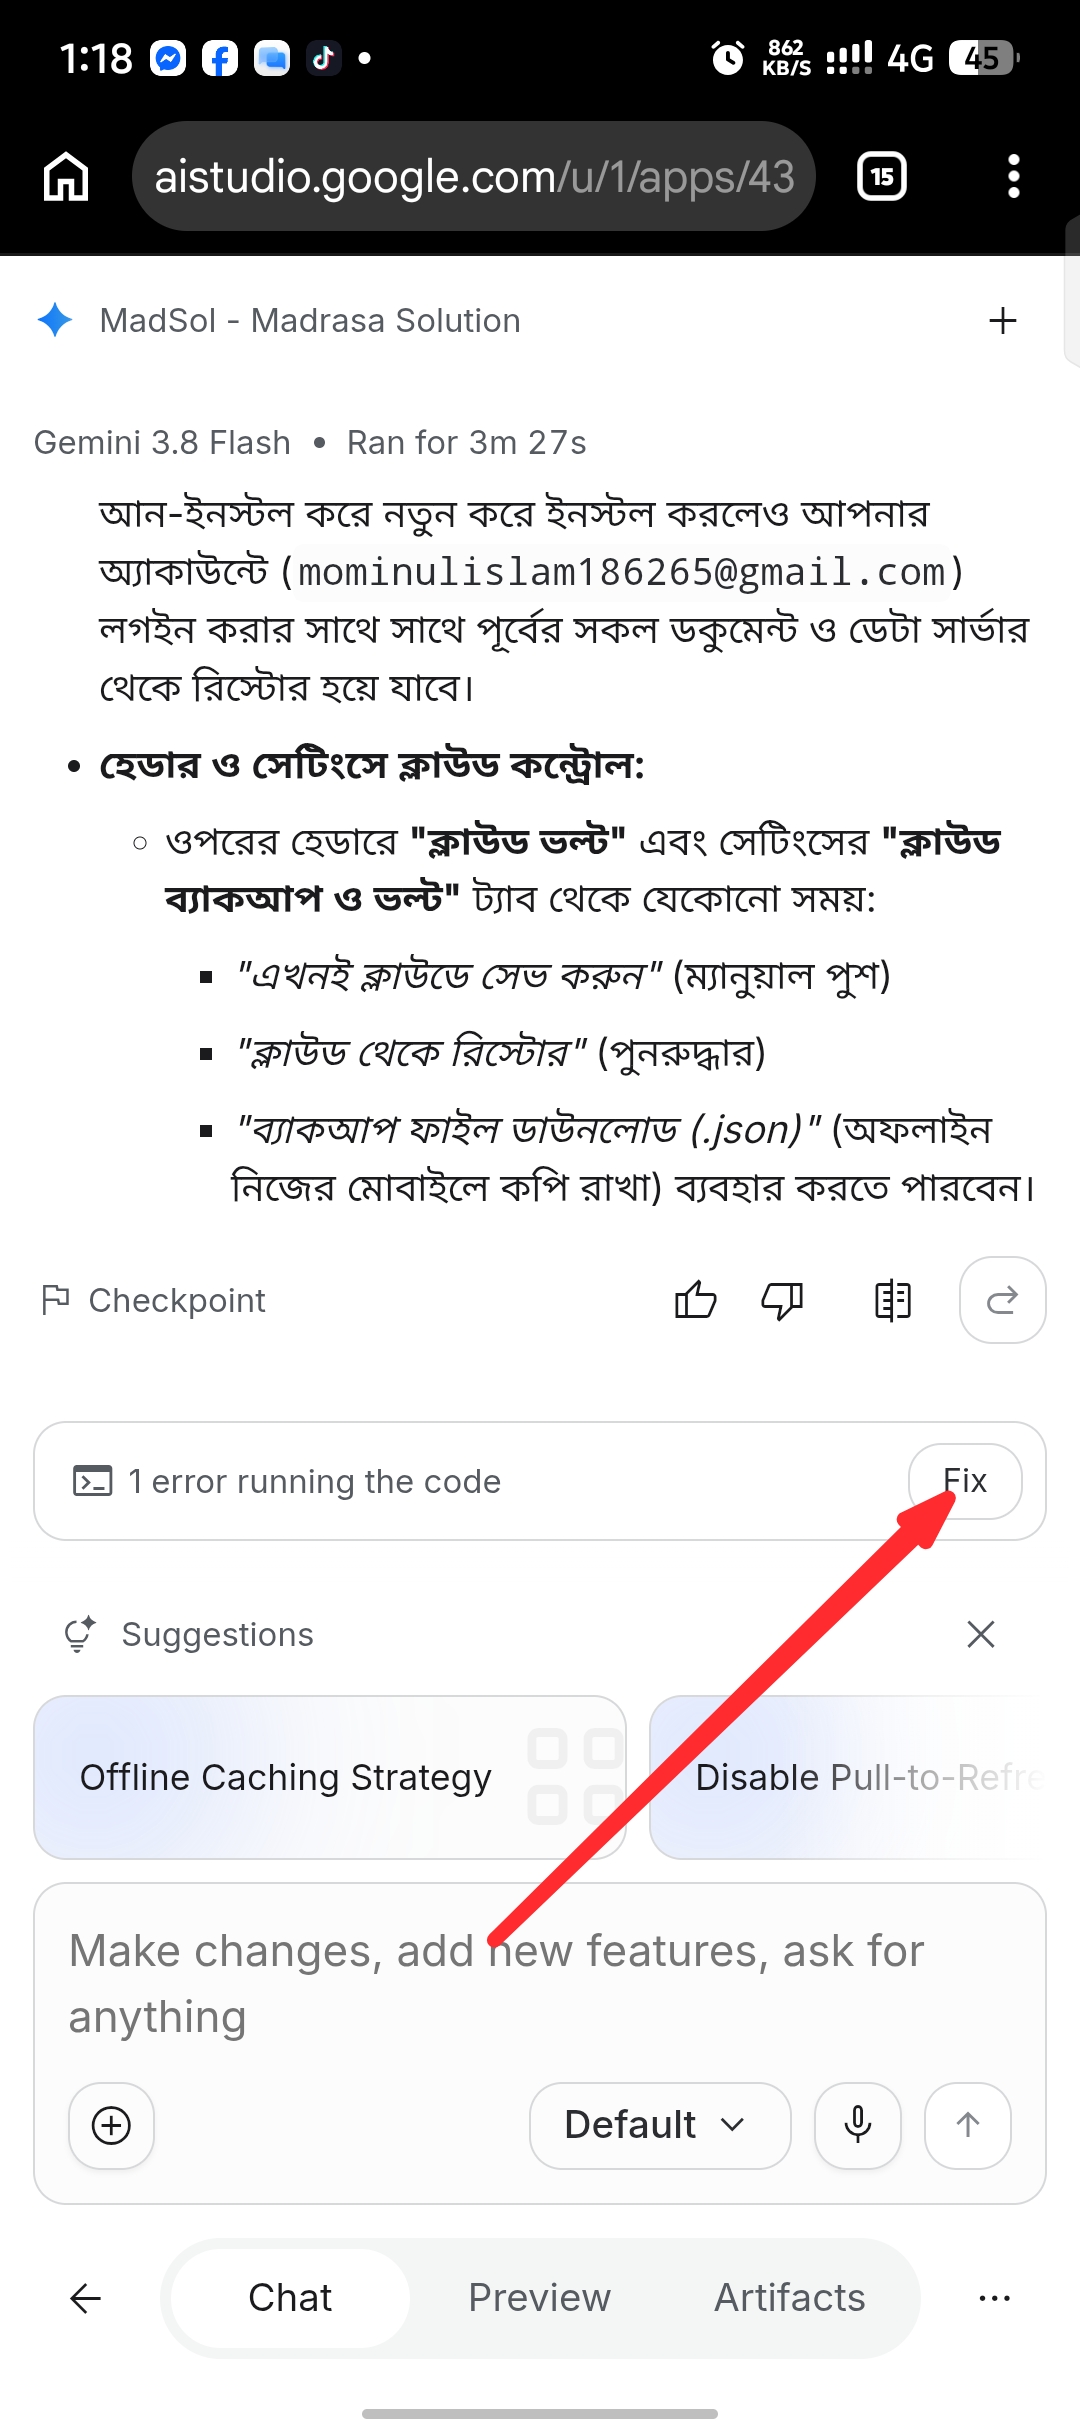 1:18
862
KB/S
4G
45
aistudio.google.com/u/1/apps/43
15
MadSol - Madrasa Solution
Gemini 3.8 Flash • Ran for 3m 27s
আন-ইনস্টল করে নতুন করে ইনস্টল করলেও আপনার
অ্যাকাউন্টে (mominulislam186265@gmail.com)
লগইন করার সাথে সাথে পূর্বের সকল ডকুমেন্ট ও ডেটা সার্ভার
থেকে রিস্টোর হয়ে যাবে।
• হেডার ও সেটিংসে ক্লাউড কন্ট্রোল:
○ ওপরের হেডারে "ক্লাউড ভল্ট" এবং সেটিংসের "ক্লাউড
ব্যাকআপ ও ভল্ট" ট্যাব থেকে যেকোনো সময়:
▪ "এখনই ক্লাউডে সেভ করুন" (ম্যানুয়াল পুশ)
▪ "ক্লাউড থেকে রিস্টোর" (পুনরুদ্ধার)
▪ "ব্যাকআপ ফাইল ডাউনলোড (.json)" (অফলাইন
নিজের মোবাইলে কপি রাখা) ব্যবহার করতে পারবেন।
Checkpoint
1 error running the code
Fix
Suggestions
Offline Caching Strategy
Disable Pull-to-Refre
Make changes, add new features, ask for
anything
Default
Chat
Preview
Artifacts